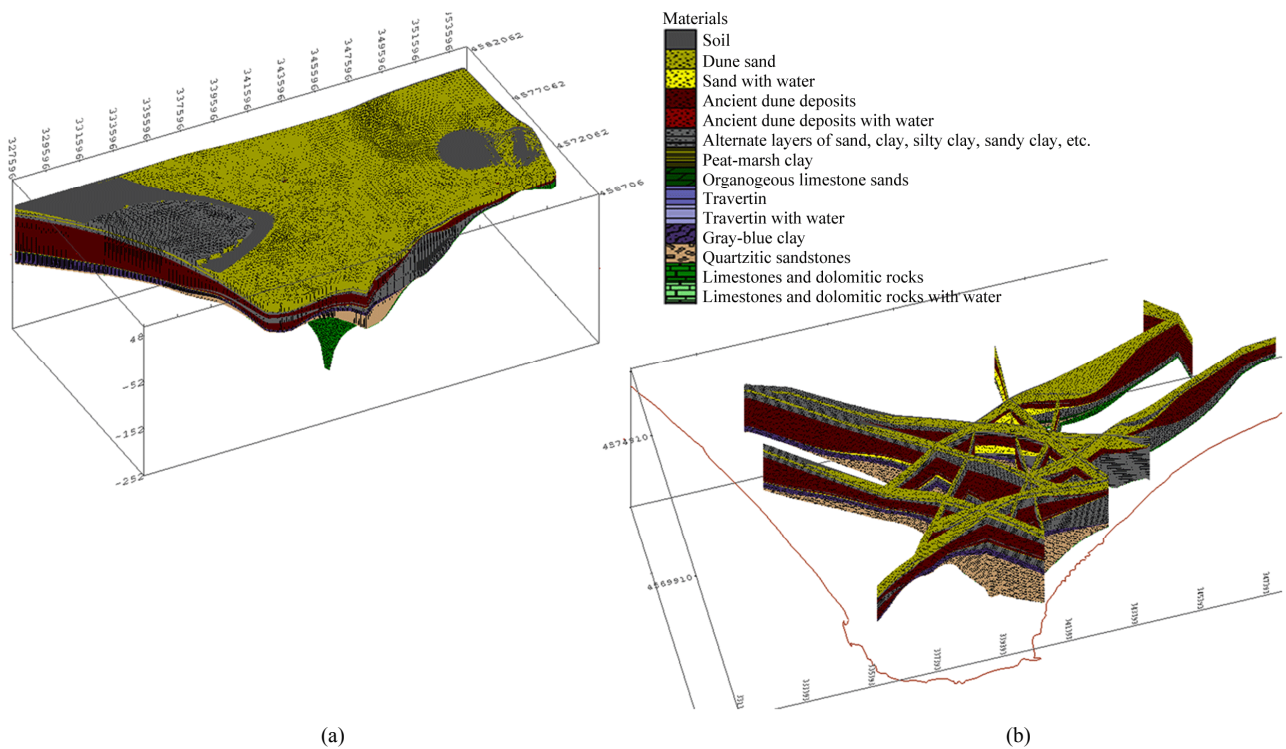 Materials
Soil
Dune sand
Sand with water
Ancient dune deposits
Ancient dune deposits with water
Alternate layers of sand, clay, silty clay, sandy clay, etc.
Peat-marsh clay
Organogeous limestone sands
Travertin
Travertin with water
Gray-blue clay
Quartzitic sandstones
Limestones and dolomitic rocks
Limestones and dolomitic rocks with water
327596
329596
331596
333596
335596
337596
339596
341596
343596
345596
347596
349596
351596
353596
4582062
4577062
4572062
456706
48
-52
-152
-252
4574910
4569910
(a)
(b)